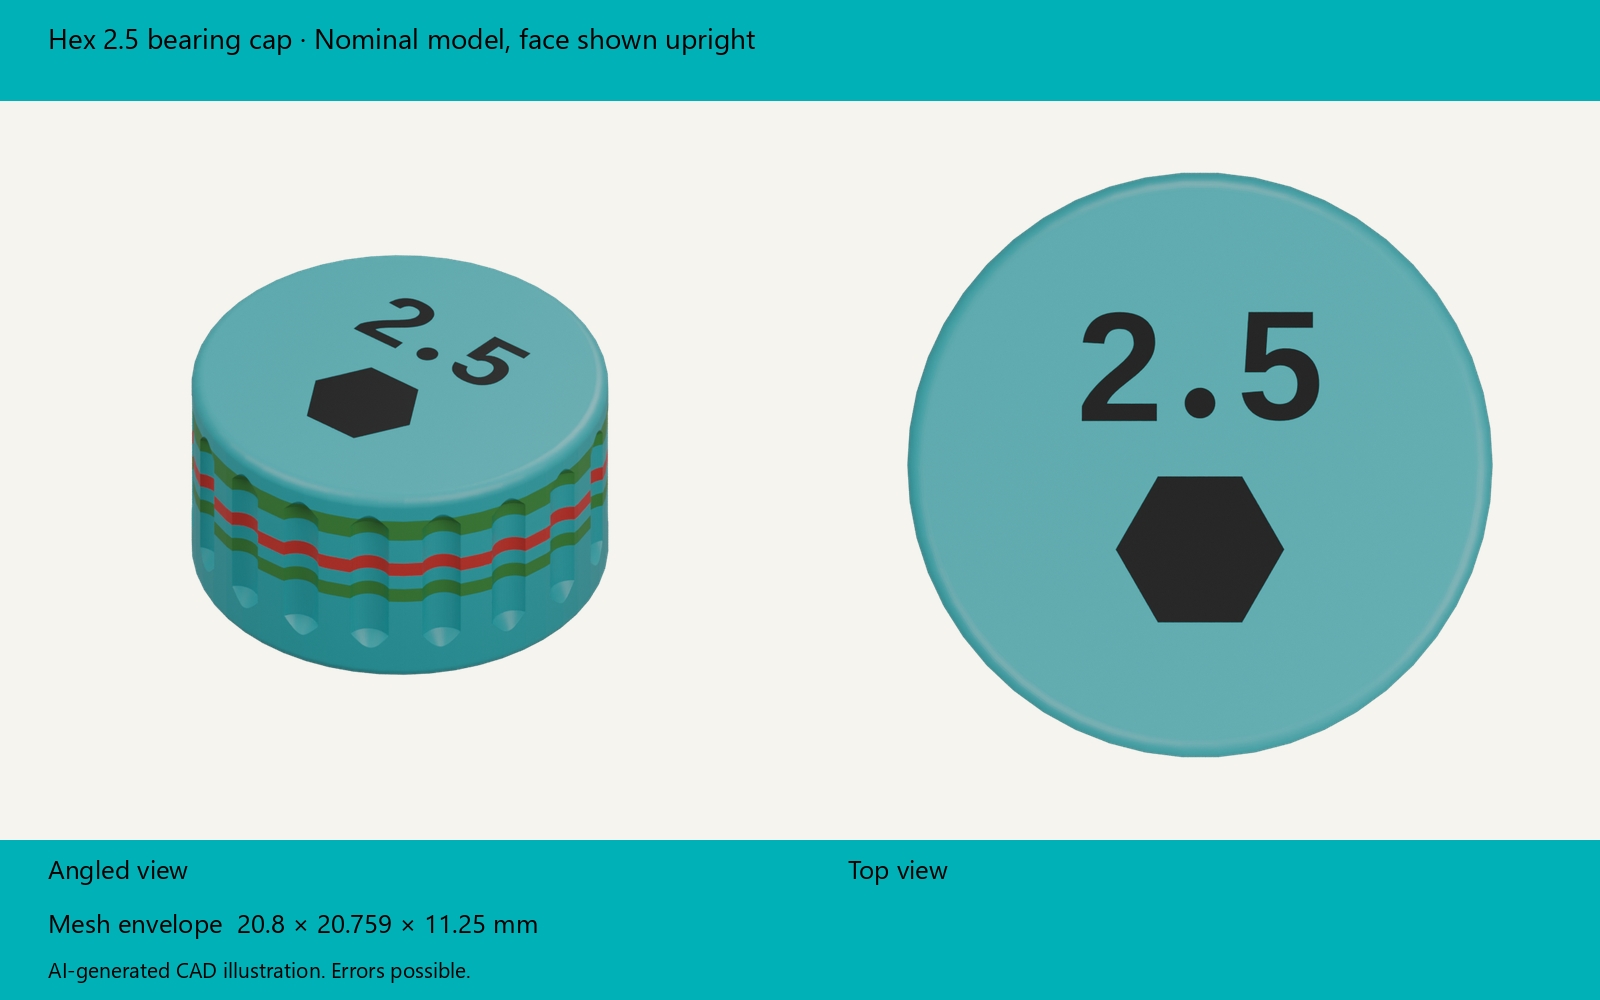 Hex 2.5 bearing cap · Nominal model, face shown upright
2.5
2.5
Angled view
Top view
Mesh envelope 20.8 × 20.759 × 11.25 mm
AI-generated CAD illustration. Errors possible.